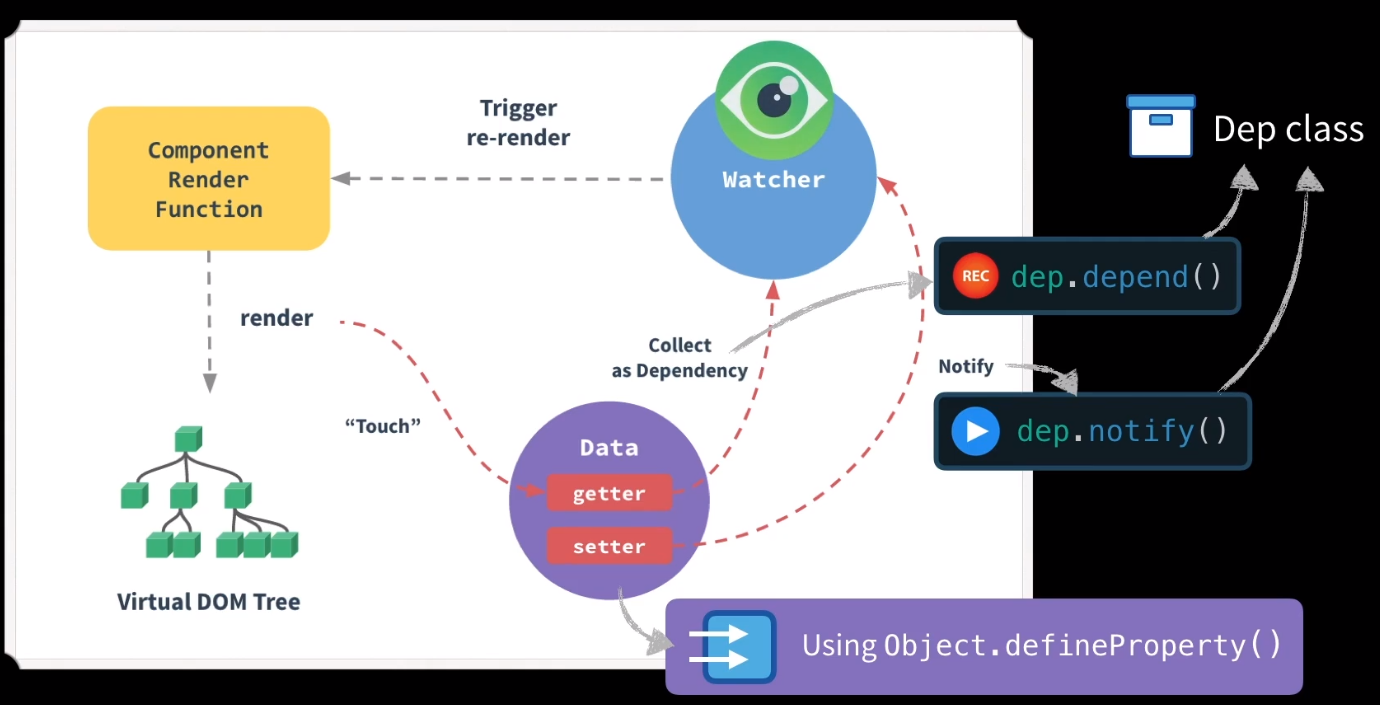 Trigger
re-render
Component
Render
Function
Watcher
Dep class
REC dep.depend()
render
Collect
as Dependency
Notify
“Touch”
dep.notify()
Data
getter
setter
Virtual DOM Tree
Using Object.defineProperty()